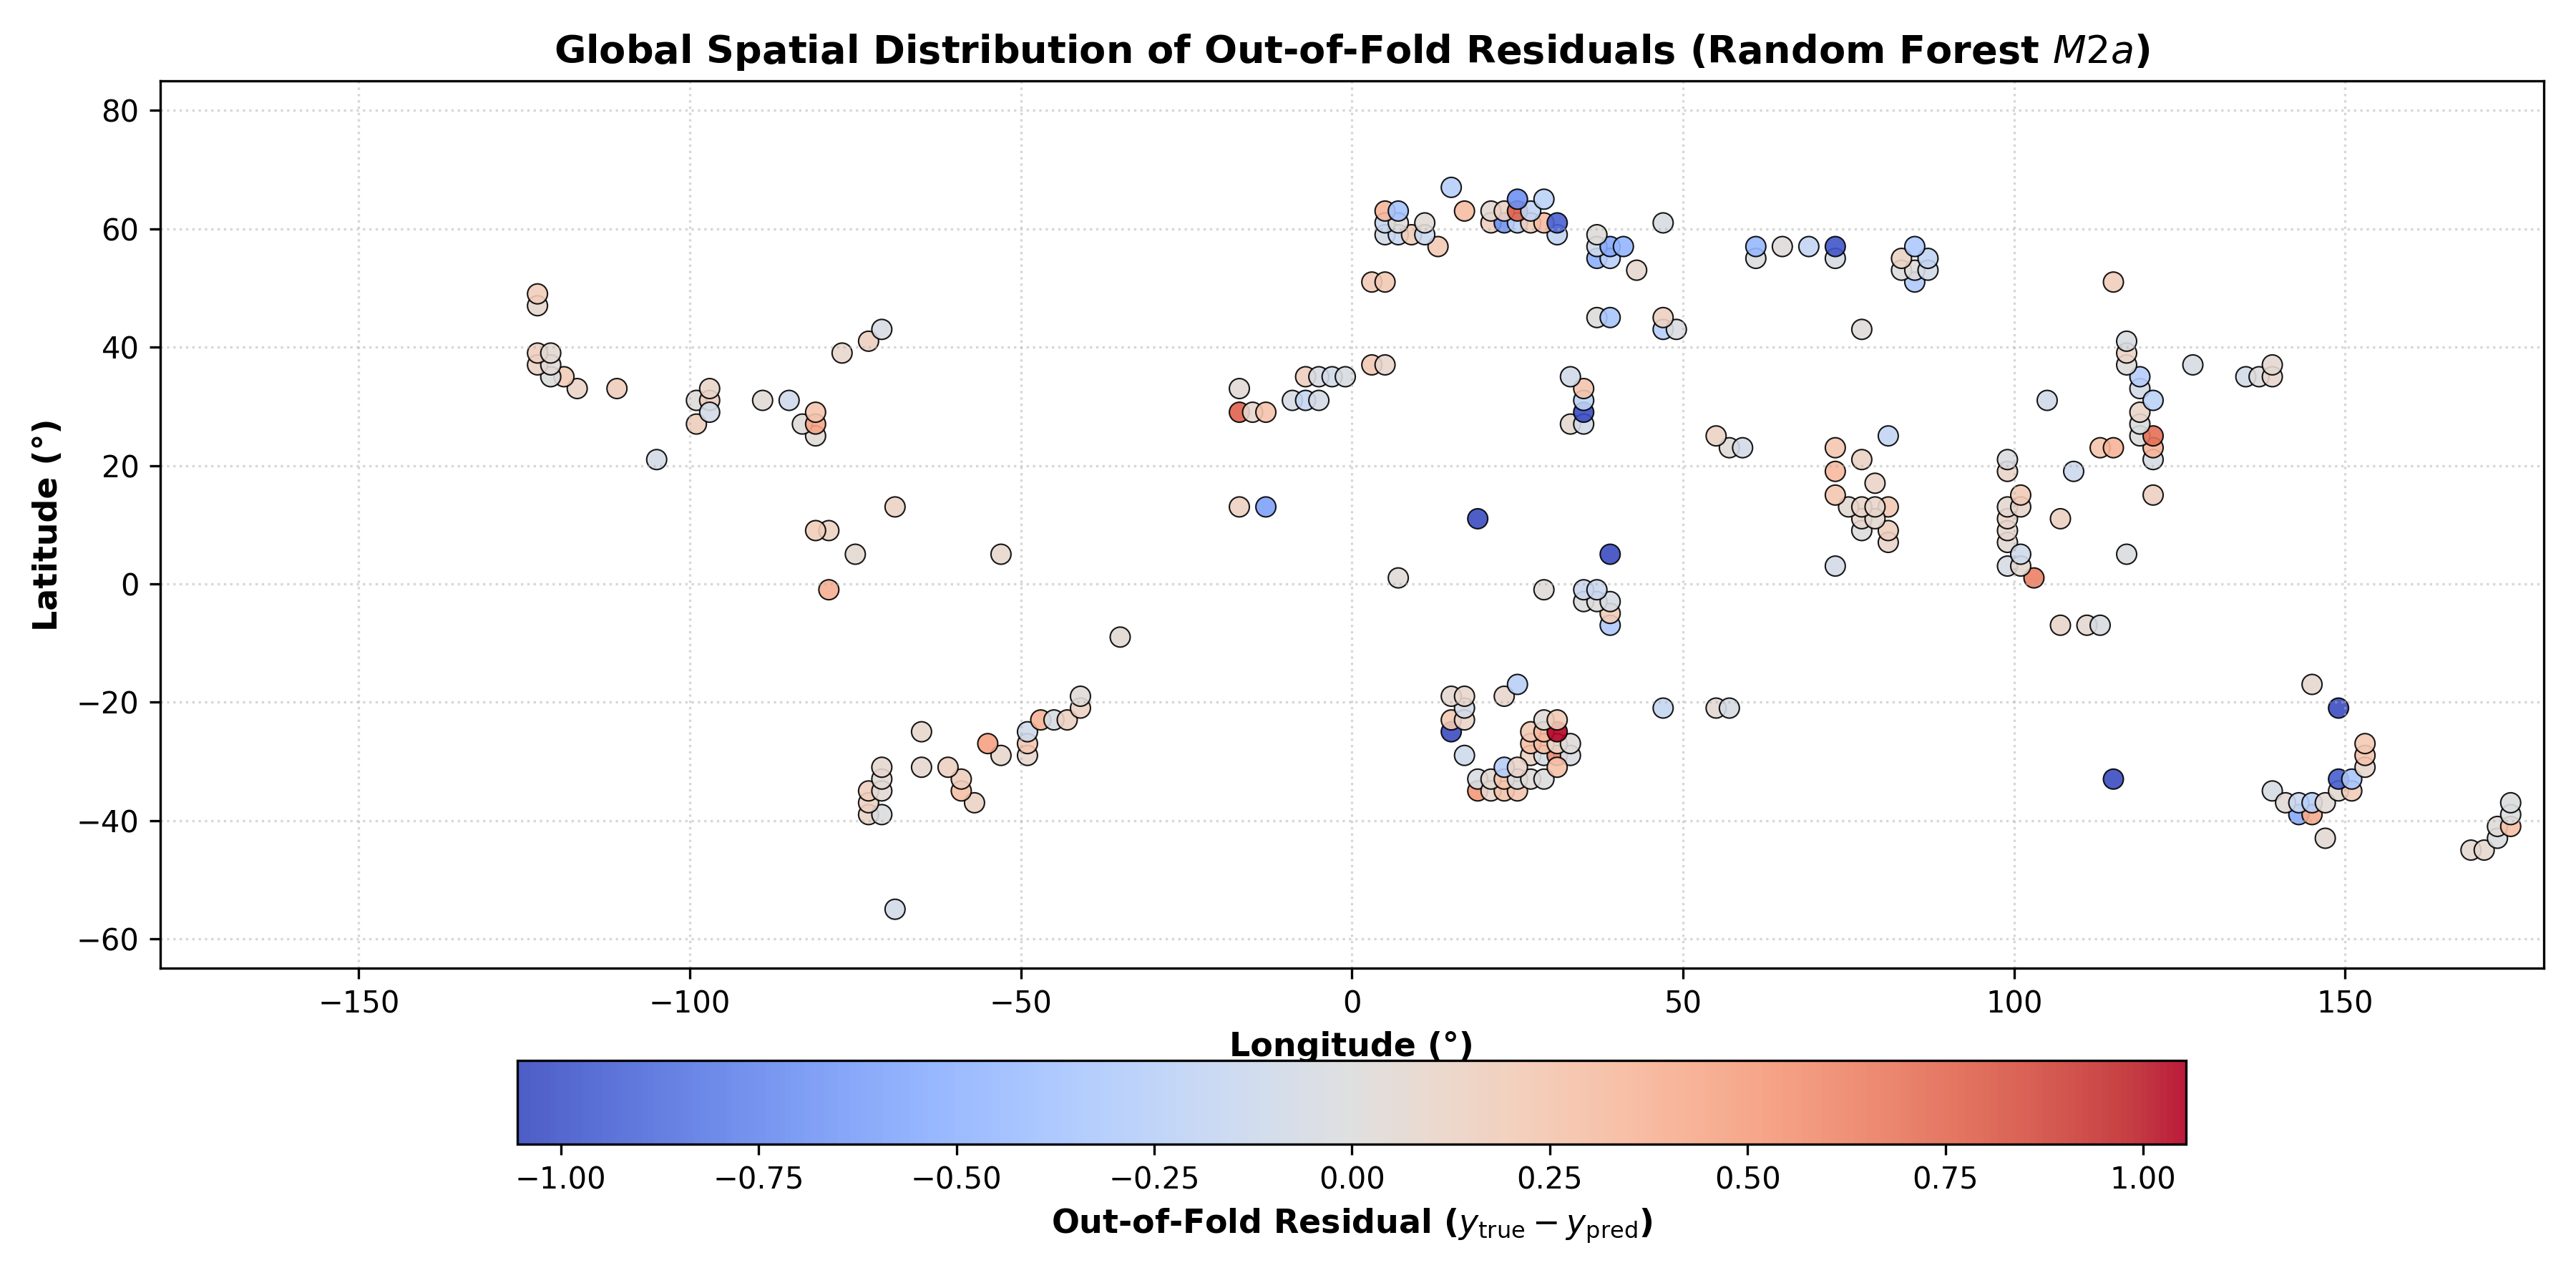 Global Spatial Distribution of Out-of-Fold Residuals (Random Forest M2a)
80
60
40
20
0
−20
−40
−60
Latitude (°)
−150 −100 −50 0 50 100 150
Longitude (°)
−1.00 −0.75 −0.50 −0.25 0.00 0.25 0.50 0.75 1.00
Out-of-Fold Residual (y_true − y_pred)